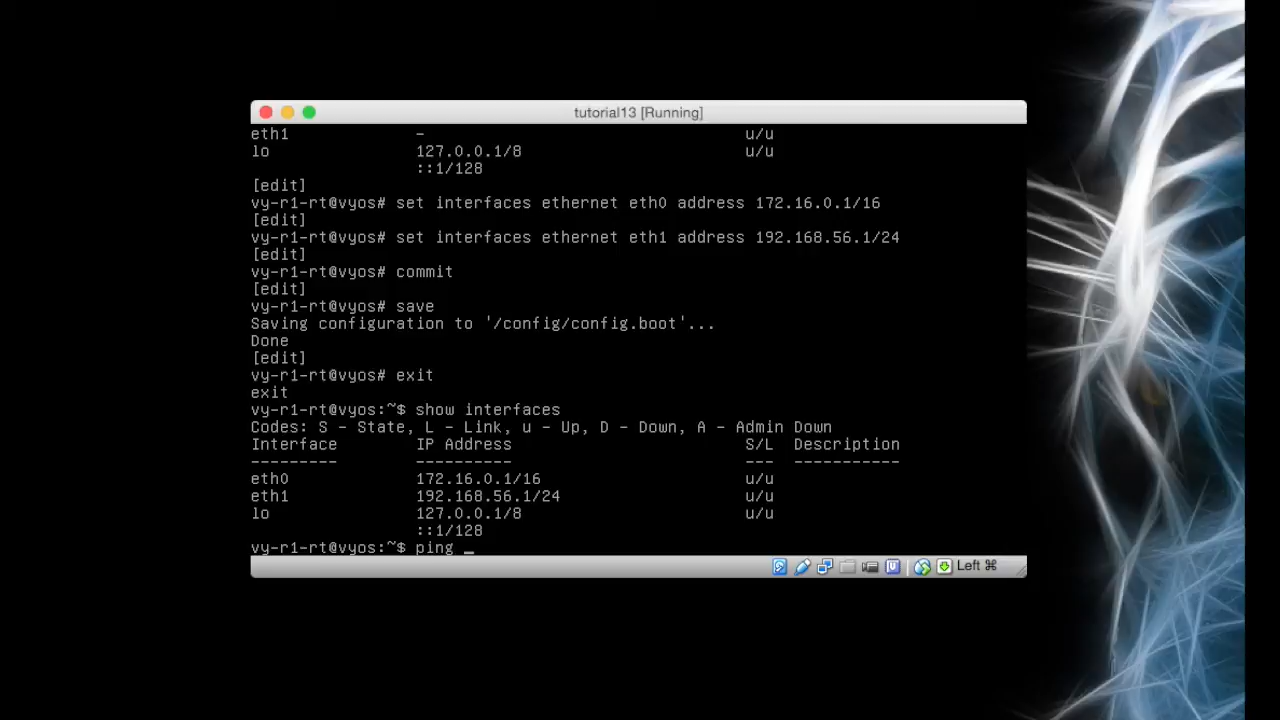 tutorial13 [Running]
eth1 - u/u
lo 127.0.0.1/8 u/u
::1/128
[edit]
vy-r1-rt@vyos# set interfaces ethernet eth0 address 172.16.0.1/16
[edit]
vy-r1-rt@vyos# set interfaces ethernet eth1 address 192.168.56.1/24
[edit]
vy-r1-rt@vyos# commit
[edit]
vy-r1-rt@vyos# save
Saving configuration to '/config/config.boot'...
Done
[edit]
vy-r1-rt@vyos# exit
exit
vy-r1-rt@vyos:~$ show interfaces
Codes: S - State, L - Link, u - Up, D - Down, A - Admin Down
Interface IP Address S/L Description
--------- ---------- --- -----------
eth0 172.16.0.1/16 u/u
eth1 192.168.56.1/24 u/u
lo 127.0.0.1/8 u/u
::1/128
vy-r1-rt@vyos:~$ ping _
Left ⌘